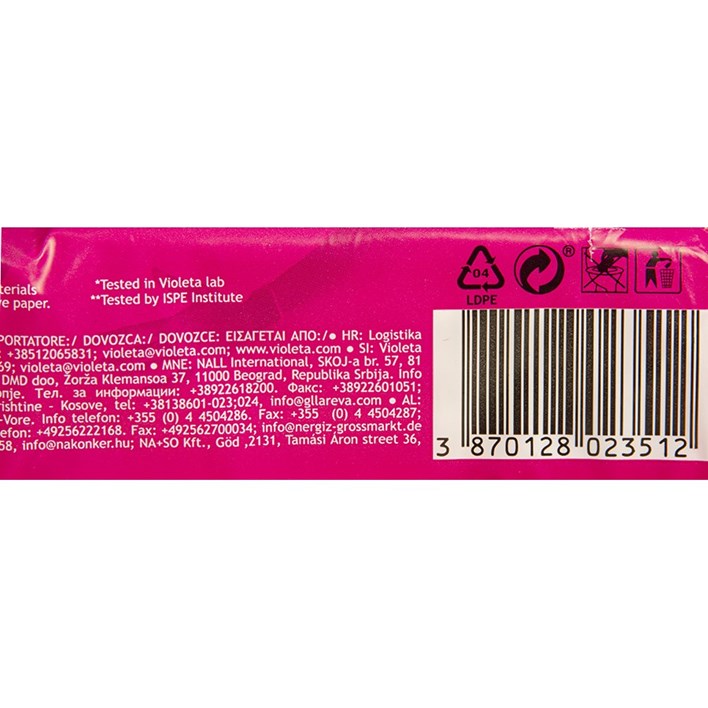 terials
e paper.
*Tested in Violeta lab
**Tested by ISPE Institute
PORTATORE:/ DOVOZCA:/ DOVOZCE: ΕΙΣΑΓΕΤΑΙ ΑΠΟ:/● HR: Logistika
: +38512065831; violeta@violeta.com; www.violeta.com ● SI: Violeta
69; violeta@violeta.com ● MNE: NALL International, SKOJ-a br. 57, 81
DMD doo, Žorža Klemansoa 37, 11000 Beograd, Republika Srbija. Info
nje. Тел. за информации: +38922618200. Факс: +38922601051;
rishtine - Kosove, tel: +38138601-023;024, info@gllareva.com ● AL:
-Vore. Info telefon: +355 (0) 4 4504286. Fax: +355 (0) 4 4504287;
efon: +49256222168. Fax: +492562700034; info@nergiz-grossmarkt.de
58, info@nakonker.hu; NA+SO Kft., Göd ,2131, Tamási Áron street 36,
04
LDPE
®
3 870128 023512